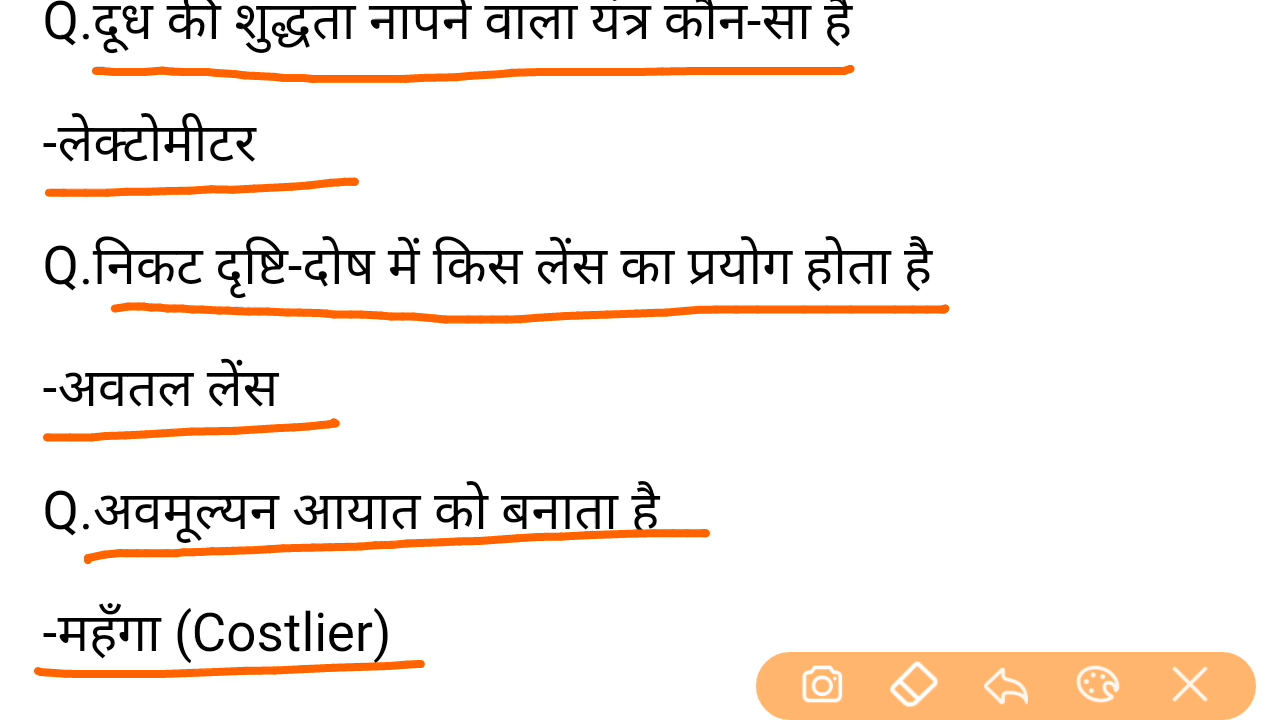 Q.दूध की शुद्धता नापने वाला यंत्र कौन-सा है
-लेक्टोमीटर
Q.निकट दृष्टि-दोष में किस लेंस का प्रयोग होता है
-अवतल लेंस
Q.अवमूल्यन आयात को बनाता है
-महँगा (Costlier)